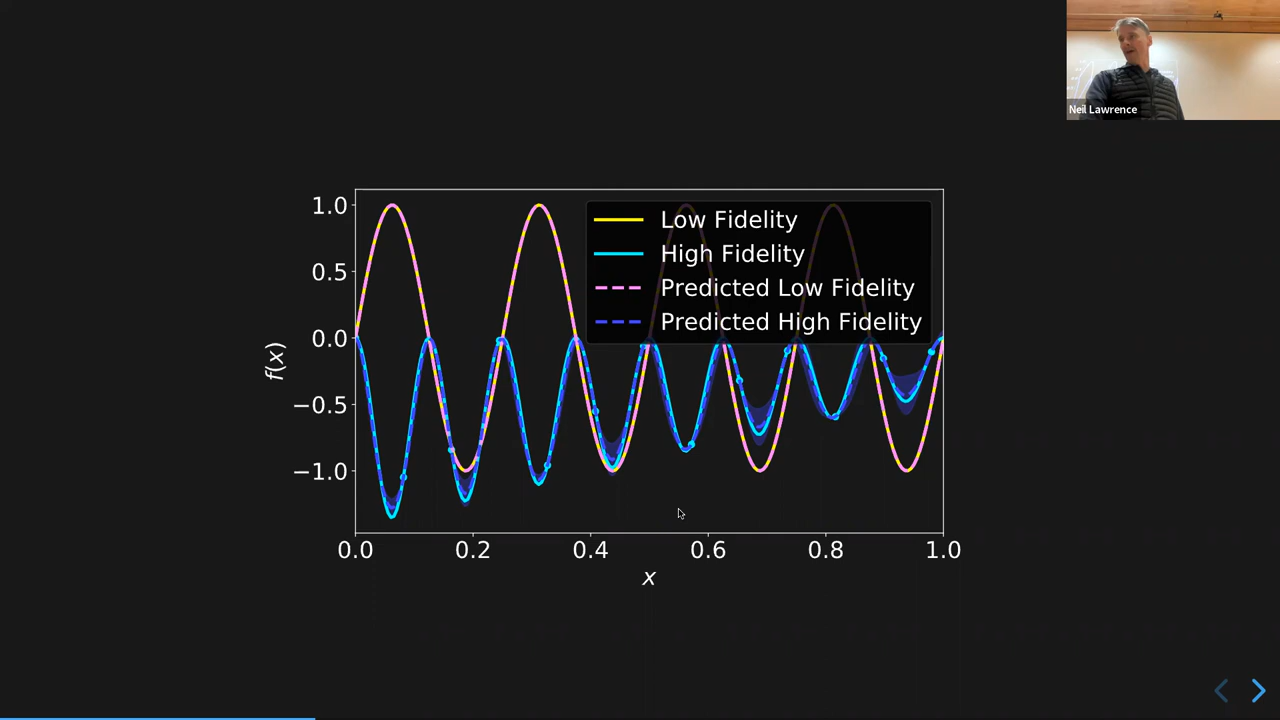 Neil Lawrence
Low Fidelity
High Fidelity
Predicted Low Fidelity
Predicted High Fidelity
1.0
0.5
0.0
−0.5
−1.0
f(x)
0.0 0.2 0.4 0.6 0.8 1.0
x